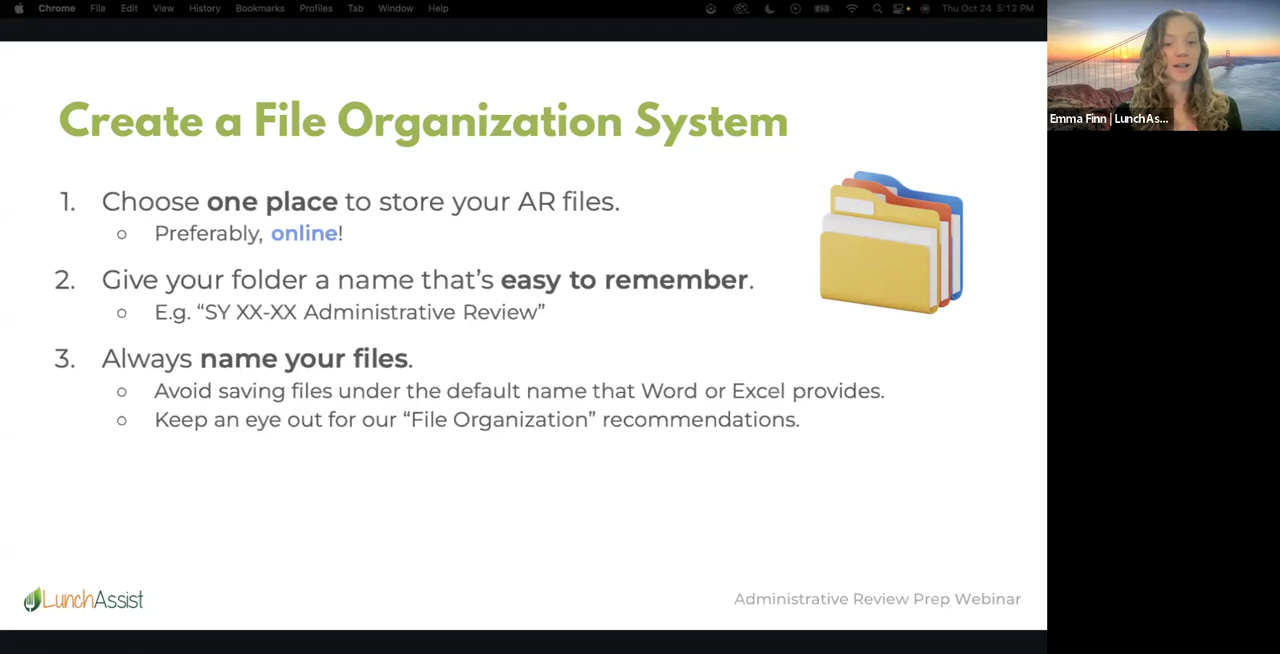 Chrome File Edit View History Bookmarks Profiles Tab Window Help Thu Oct 24 5:12 PM
Create a File Organization System
1. Choose one place to store your AR files.
○ Preferably, online!
2. Give your folder a name that's easy to remember.
○ E.g. “SY XX-XX Administrative Review”
3. Always name your files.
○ Avoid saving files under the default name that Word or Excel provides.
○ Keep an eye out for our “File Organization” recommendations.
LunchAssist
Administrative Review Prep Webinar
Emma Finn | LunchAs...